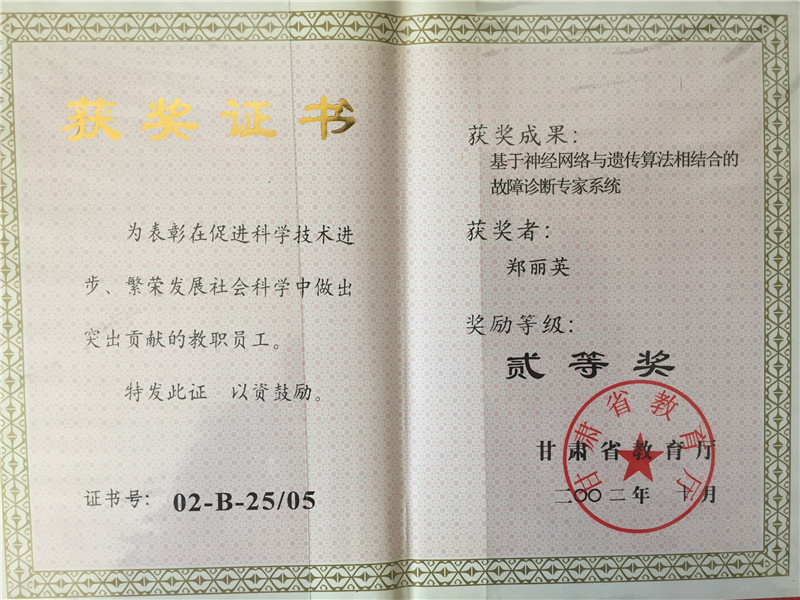 获奖证书
为表彰在促进科学技术进
步、繁荣发展社会科学中做出
突出贡献的教职员工。
特发此证 以资鼓励。
证书号: 02-B-25/05
获奖成果:
基于神经网络与遗传算法相结合的
故障诊断专家系统
获奖者:
郑丽英
奖励等级:
贰等奖
甘肃省教育厅
二〇〇二年 十月
甘肃省教育厅